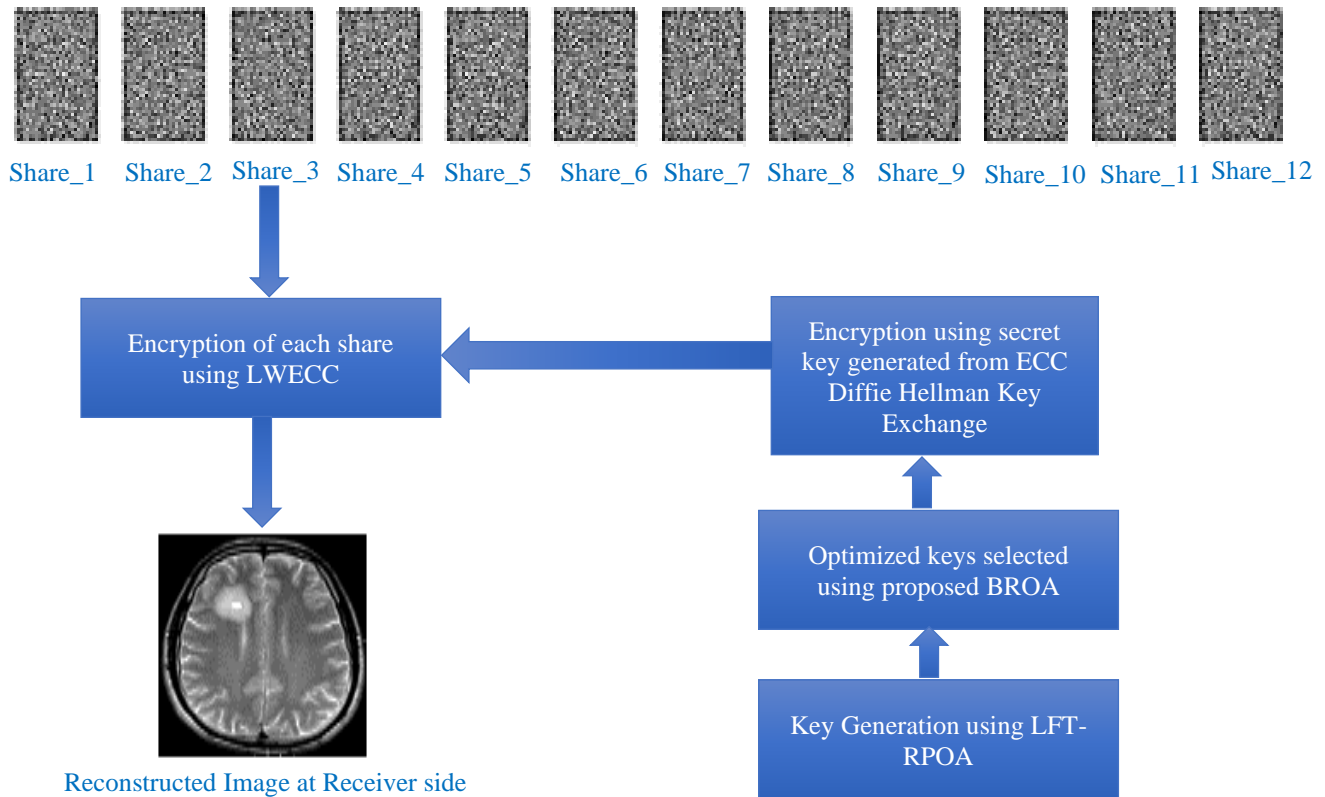 Share_1 Share_2 Share_3 Share_4 Share_5 Share_6 Share_7 Share_8 Share_9 Share_10 Share_11 Share_12
Encryption of each share
using LWECC
Encryption using secret
key generated from ECC
Diffie Hellman Key
Exchange
Optimized keys selected
using proposed BROA
Key Generation using LFT-
RPOA
Reconstructed Image at Receiver side